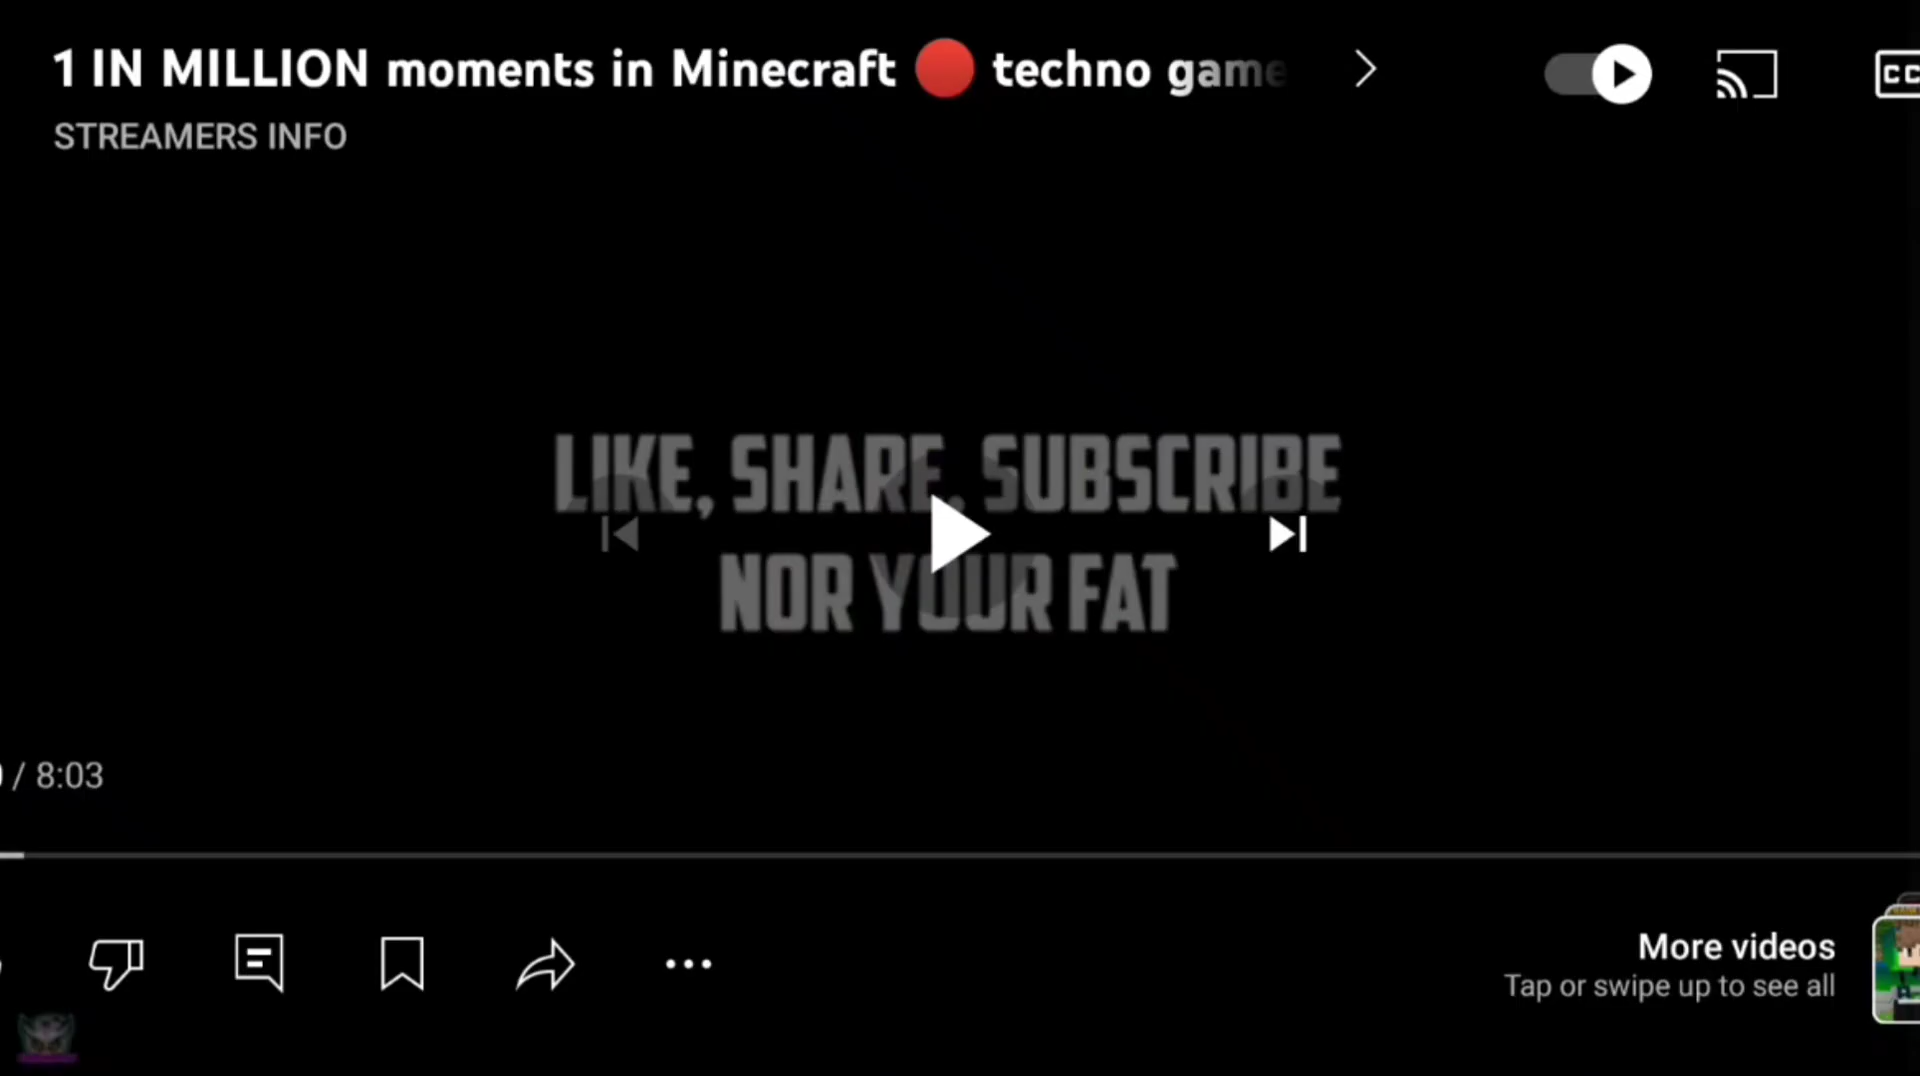 1 IN MILLION moments in Minecraft 🔴 techno game
STREAMERS INFO
CC
LIKE, SHARE, SUBSCRIBE
NOR YOUR FAT
/ 8:03
More videos
Tap or swipe up to see all